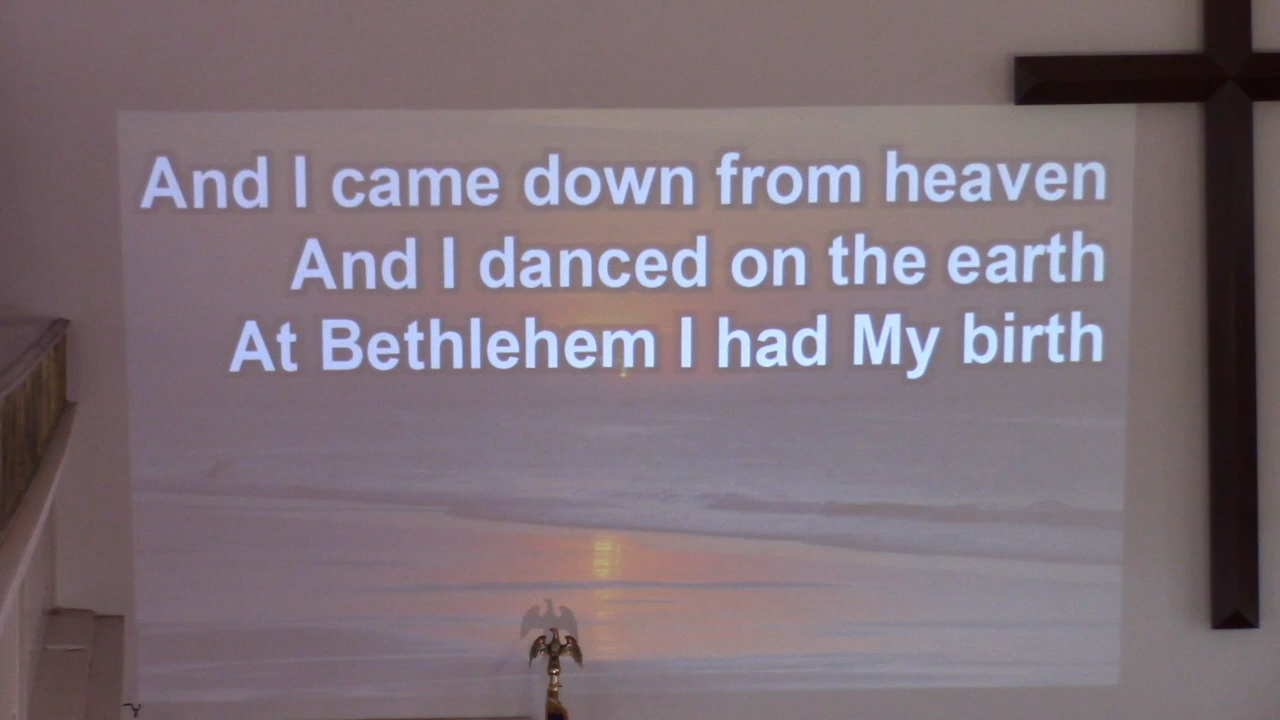 And I came down from heaven
And I danced on the earth
At Bethlehem I had My birth